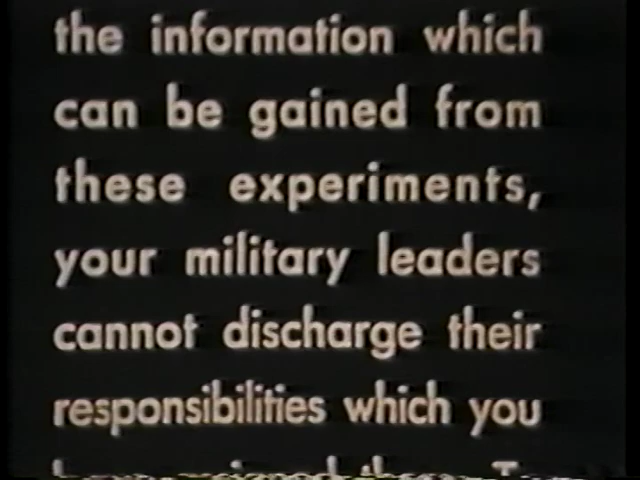 the information which
can be gained from
these experiments,
your military leaders
cannot discharge their
responsibilities which you